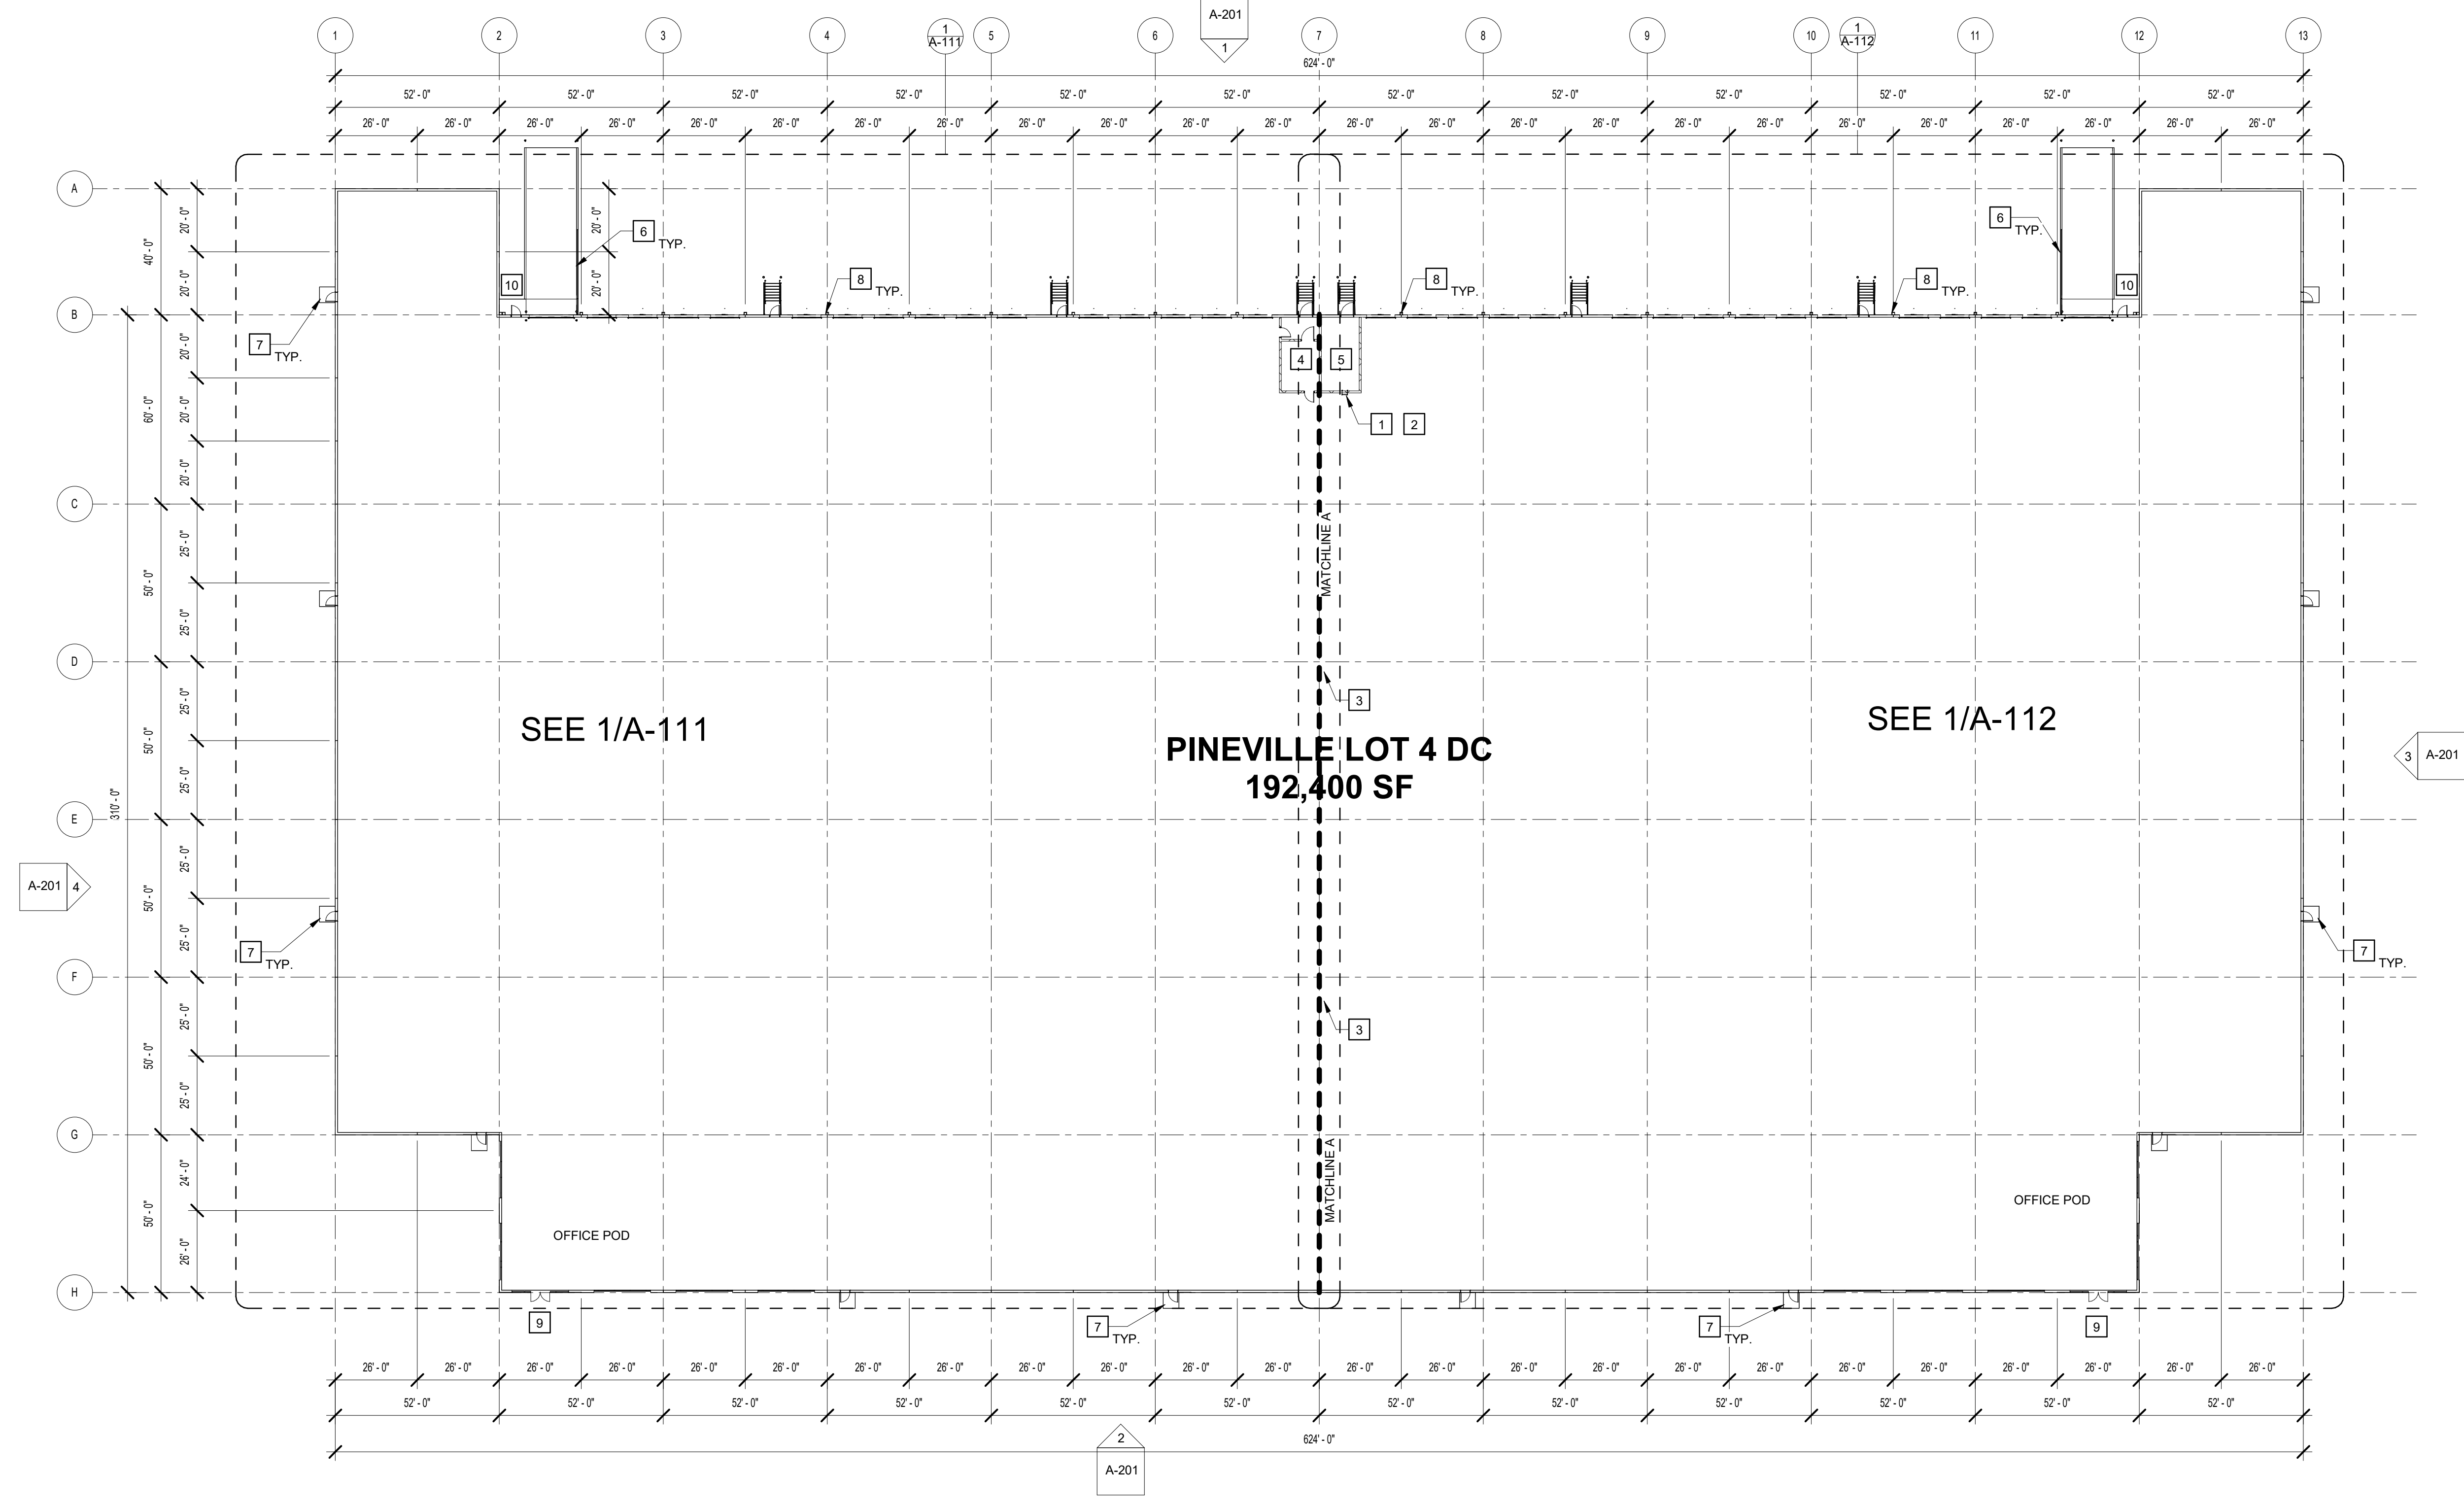 A-201
1
1
2
3
4
1
A-111
5
6
7
8
9
10
1
A-112
11
12
13
624' - 0"
52' - 0" 52' - 0" 52' - 0" 52' - 0" 52' - 0" 52' - 0" 52' - 0" 52' - 0" 52' - 0" 52' - 0" 52' - 0" 52' - 0"
26' - 0" 26' - 0" 26' - 0" 26' - 0" 26' - 0" 26' - 0" 26' - 0" 26' - 0" 26' - 0" 26' - 0" 26' - 0" 26' - 0" 26' - 0" 26' - 0" 26' - 0" 26' - 0" 26' - 0" 26' - 0" 26' - 0" 26' - 0" 26' - 0" 26' - 0" 26' - 0" 26' - 0"
A
B
C
D
E
F
G
H
310' - 0"
40' - 0"
60' - 0"
50' - 0"
50' - 0"
50' - 0"
50' - 0"
50' - 0"
20' - 0"
20' - 0"
20' - 0"
20' - 0"
20' - 0"
25' - 0"
25' - 0"
25' - 0"
25' - 0"
25' - 0"
25' - 0"
25' - 0"
25' - 0"
24' - 0"
26' - 0"
20' - 0"
20' - 0"
6
TYP.
6
TYP.
10
8
TYP.
8
TYP.
8
TYP.
10
7
TYP.
4
5
1 2
MATCHLINE A
3
SEE 1/A-111
SEE 1/A-112
PINEVILLE LOT 4 DC
192,400 SF
3 A-201
A-201 4
7
TYP.
7
TYP.
3
MATCHLINE A
OFFICE POD
OFFICE POD
9
7
TYP.
7
TYP.
9
26' - 0" 26' - 0" 26' - 0" 26' - 0" 26' - 0" 26' - 0" 26' - 0" 26' - 0" 26' - 0" 26' - 0" 26' - 0" 26' - 0" 26' - 0" 26' - 0" 26' - 0" 26' - 0" 26' - 0" 26' - 0" 26' - 0" 26' - 0" 26' - 0" 26' - 0" 26' - 0" 26' - 0"
52' - 0" 52' - 0" 52' - 0" 52' - 0" 52' - 0" 52' - 0" 52' - 0" 52' - 0" 52' - 0" 52' - 0" 52' - 0" 52' - 0"
624' - 0"
2
A-201